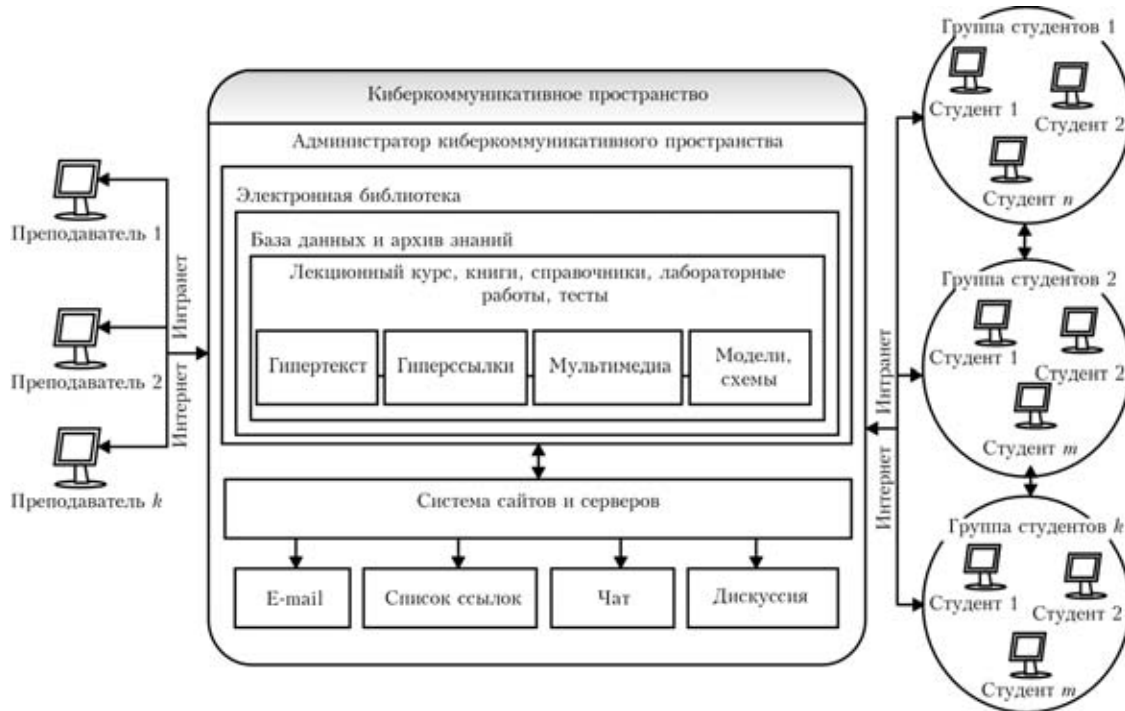 Киберкоммуникативное пространство
Администратор киберкоммуникативного пространства
Электронная библиотека
База данных и архив знаний
Лекционный курс, книги, справочники, лабораторные
работы, тесты
Гипертекст
Гиперссылки
Мультимедиа
Модели,
схемы
Система сайтов и серверов
E-mail
Список ссылок
Чат
Дискуссия
Преподаватель 1
Преподаватель 2
Преподаватель k
Интранет
Интернет
Интранет
Интернет
Группа студентов 1
Студент 1
Студент 2
Студент n
Группа студентов 2
Студент 1
Студент 2
Студент m
Группа студентов k
Студент 1
Студент 2
Студент m